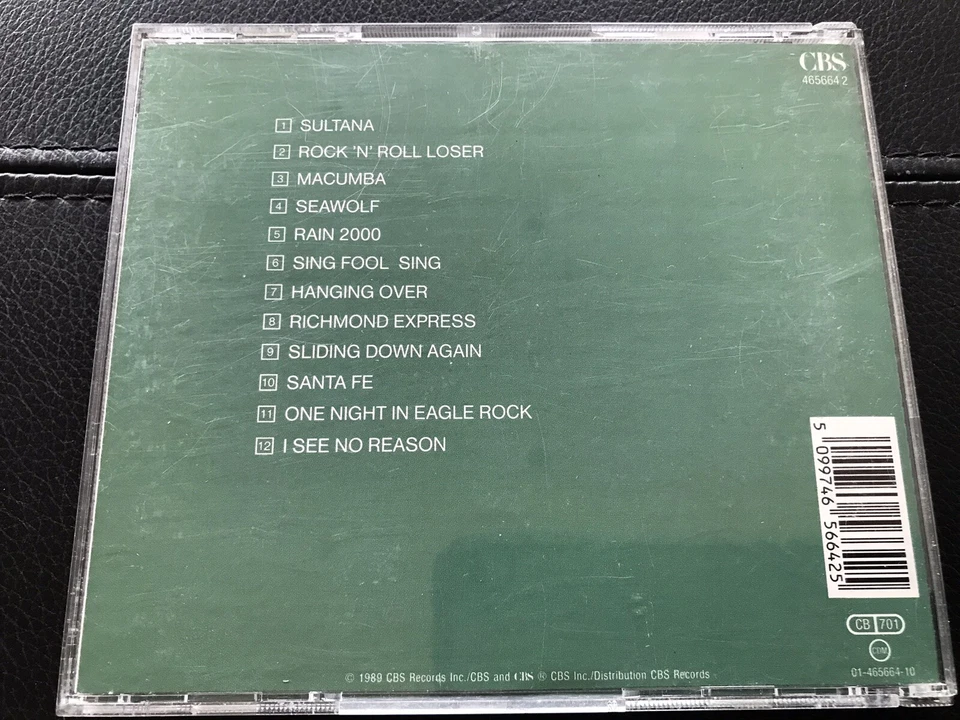 CBS
465664 2
1 SULTANA
2 ROCK 'N' ROLL LOSER
3 MACUMBA
4 SEAWOLF
5 RAIN 2000
6 SING FOOL SING
7 HANGING OVER
8 RICHMOND EXPRESS
9 SLIDING DOWN AGAIN
10 SANTA FE
11 ONE NIGHT IN EAGLE ROCK
12 I SEE NO REASON
5 099746 566425
CB 701
CDM
01-465664-10
© 1989 CBS Records Inc./CBS and CBS ® CBS Inc./Distribution CBS Records